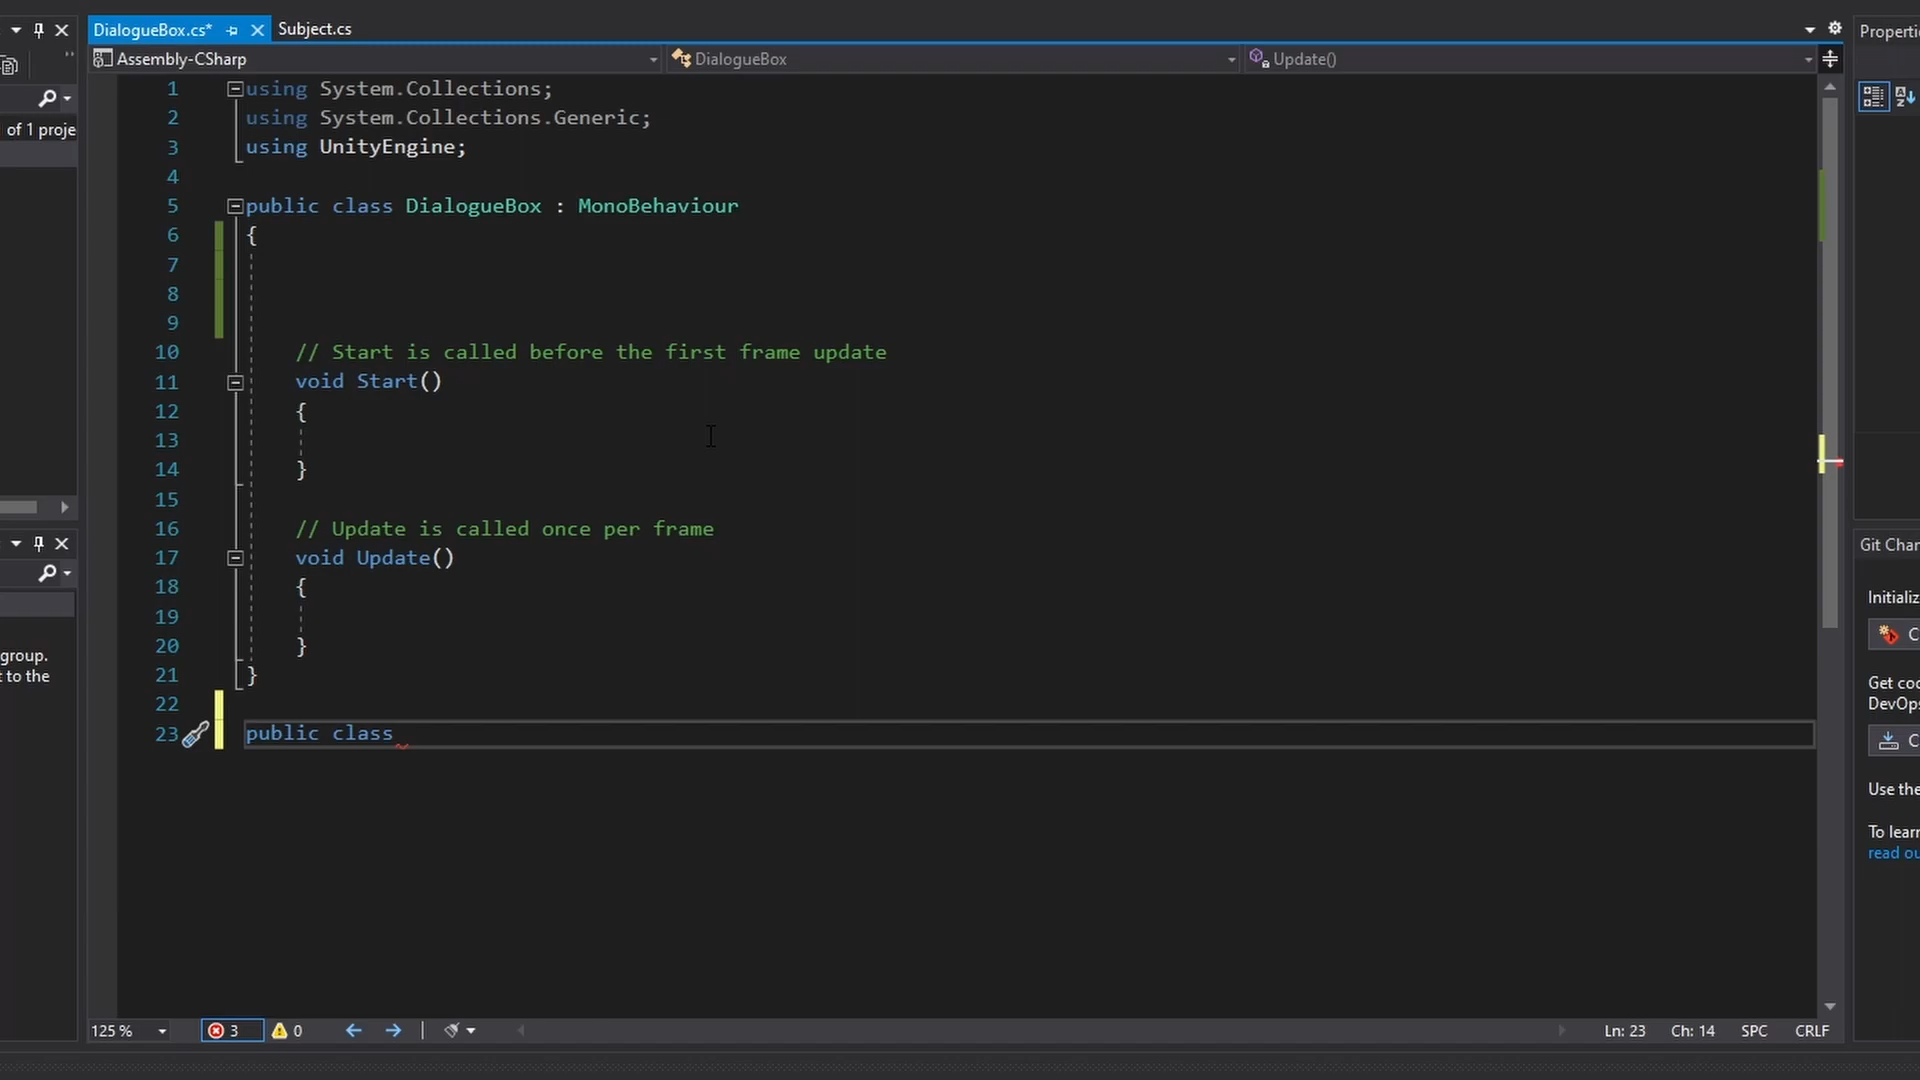 DialogueBox.cs*
Subject.cs
Properti
Assembly-CSharp
DialogueBox
Update()
of 1 proje
1 using System.Collections;
2 using System.Collections.Generic;
3 using UnityEngine;
4
5 public class DialogueBox : MonoBehaviour
6 {
7
8
9
10 // Start is called before the first frame update
11 void Start()
12 {
13
14 }
15
16 // Update is called once per frame
17 void Update()
18 {
19
20 }
21 }
22
23 public class
group.
t to the
Git Char
Initializ
C
Get coc
DevOps
C
Use the
To learn
read ou
125 %
3
0
Ln: 23
Ch: 14
SPC
CRLF